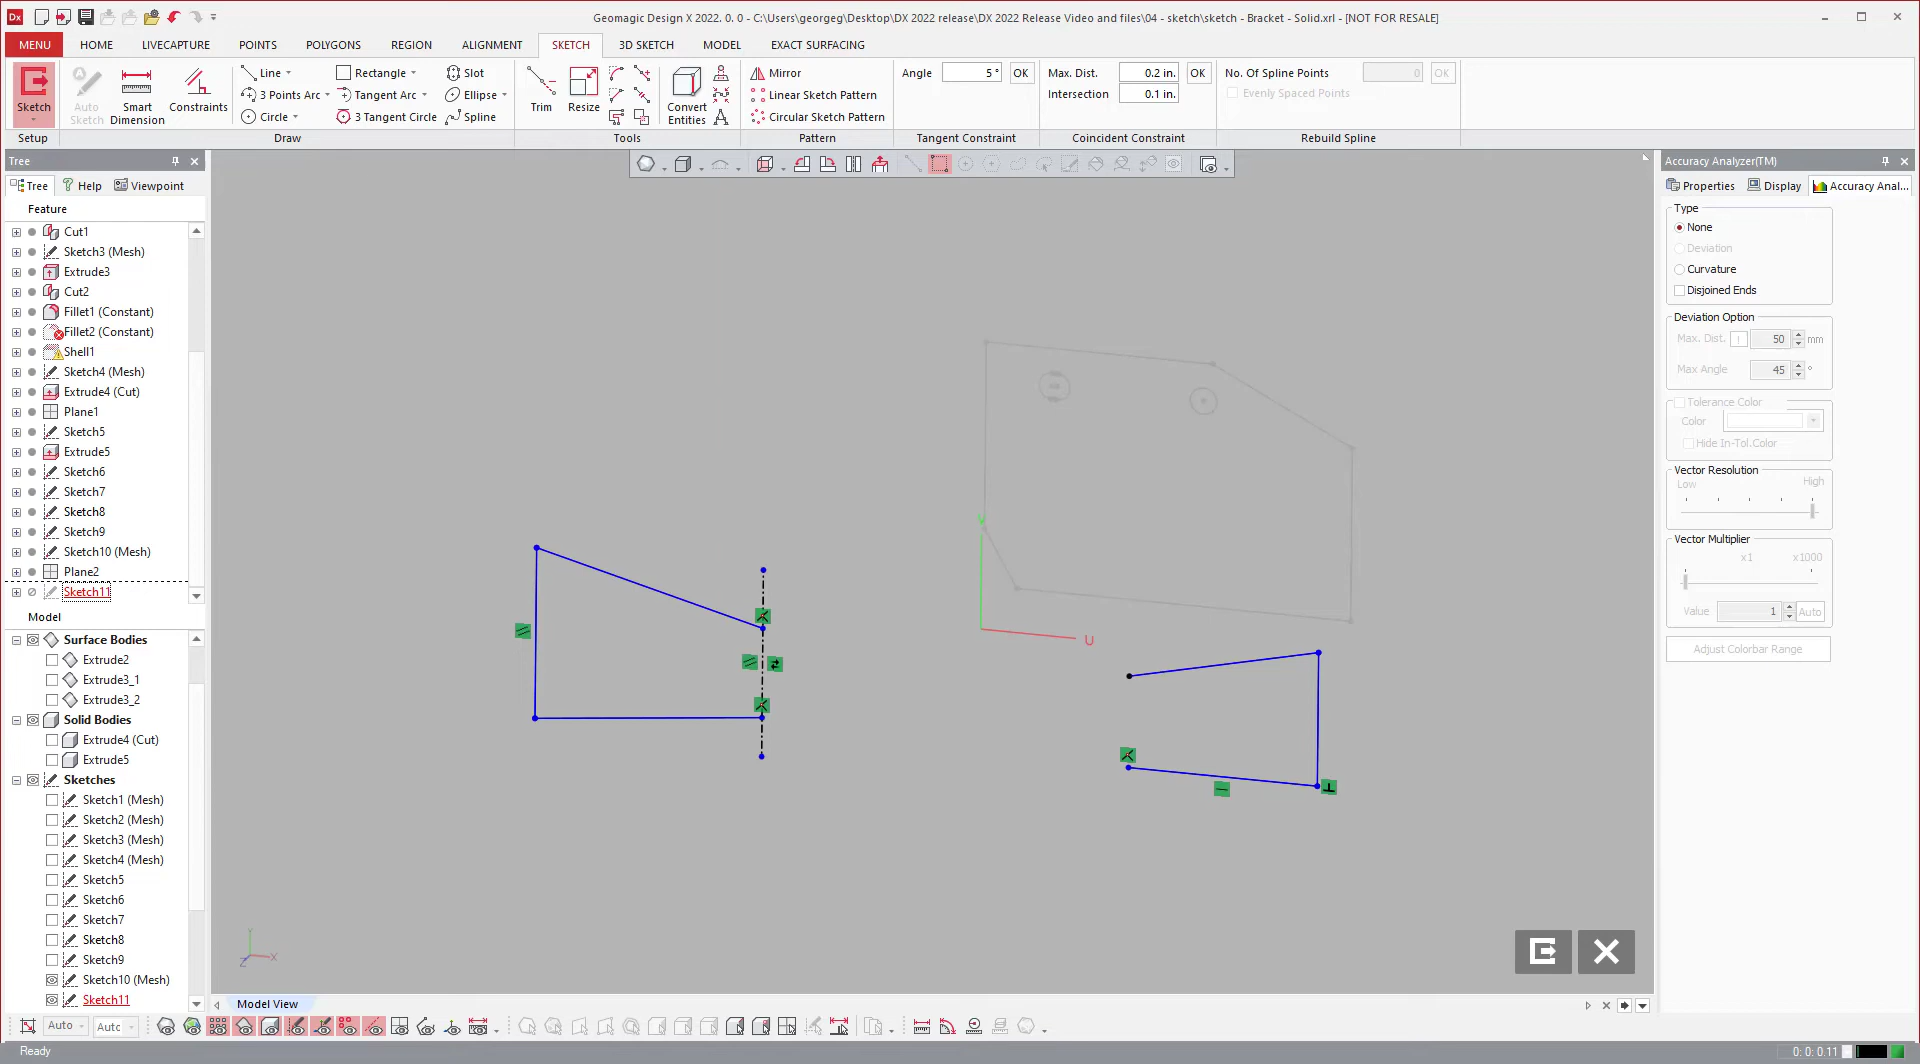 Geomagic Design X 2022. 0. 0 - C:\Users\georgeg\Desktop\DX 2022 release\DX 2022 Release Video and files\04 - sketch\sketch - Bracket - Solid.xrl - [NOT FOR RESALE]
MENU HOME LIVECAPTURE POINTS POLYGONS REGION ALIGNMENT SKETCH 3D SKETCH MODEL EXACT SURFACING
Line Rectangle Slot Mirror Angle 5 ° OK Max. Dist. 0.2 in. OK No. Of Spline Points 0 OK
3 Points Arc Tangent Arc Ellipse Linear Sketch Pattern Intersection 0.1 in. Evenly Spaced Points
Sketch Auto Sketch Smart Dimension Constraints Trim Resize Convert Entities
Circle 3 Tangent Circle Spline Circular Sketch Pattern
Setup Draw Tools Pattern Tangent Constraint Coincident Constraint Rebuild Spline
Tree
Tree Help Viewpoint
Feature
Cut1
Sketch3 (Mesh)
Extrude3
Cut2
Fillet1 (Constant)
Fillet2 (Constant)
Shell1
Sketch4 (Mesh)
Extrude4 (Cut)
Plane1
Sketch5
Extrude5
Sketch6
Sketch7
Sketch8
Sketch9
Sketch10 (Mesh)
Plane2
Sketch11
Model
Surface Bodies
Extrude2
Extrude3_1
Extrude3_2
Solid Bodies
Extrude4 (Cut)
Extrude5
Sketches
Sketch1 (Mesh)
Sketch2 (Mesh)
Sketch3 (Mesh)
Sketch4 (Mesh)
Sketch5
Sketch6
Sketch7
Sketch8
Sketch9
Sketch10 (Mesh)
Sketch11
V
U
Y
Z X
Model View
Accuracy Analyzer(TM)
Properties Display Accuracy Anal...
Type
None
Deviation
Curvature
Disjoined Ends
Deviation Option
Max. Dist. ! 50 mm
Max Angle 45 °
Tolerance Color
Color
Hide In-Tol.Color
Vector Resolution
Low High
Vector Multiplier
x1 x1000
Value 1 Auto
Adjust Colorbar Range
Auto Auto
Ready
0: 0: 0.11